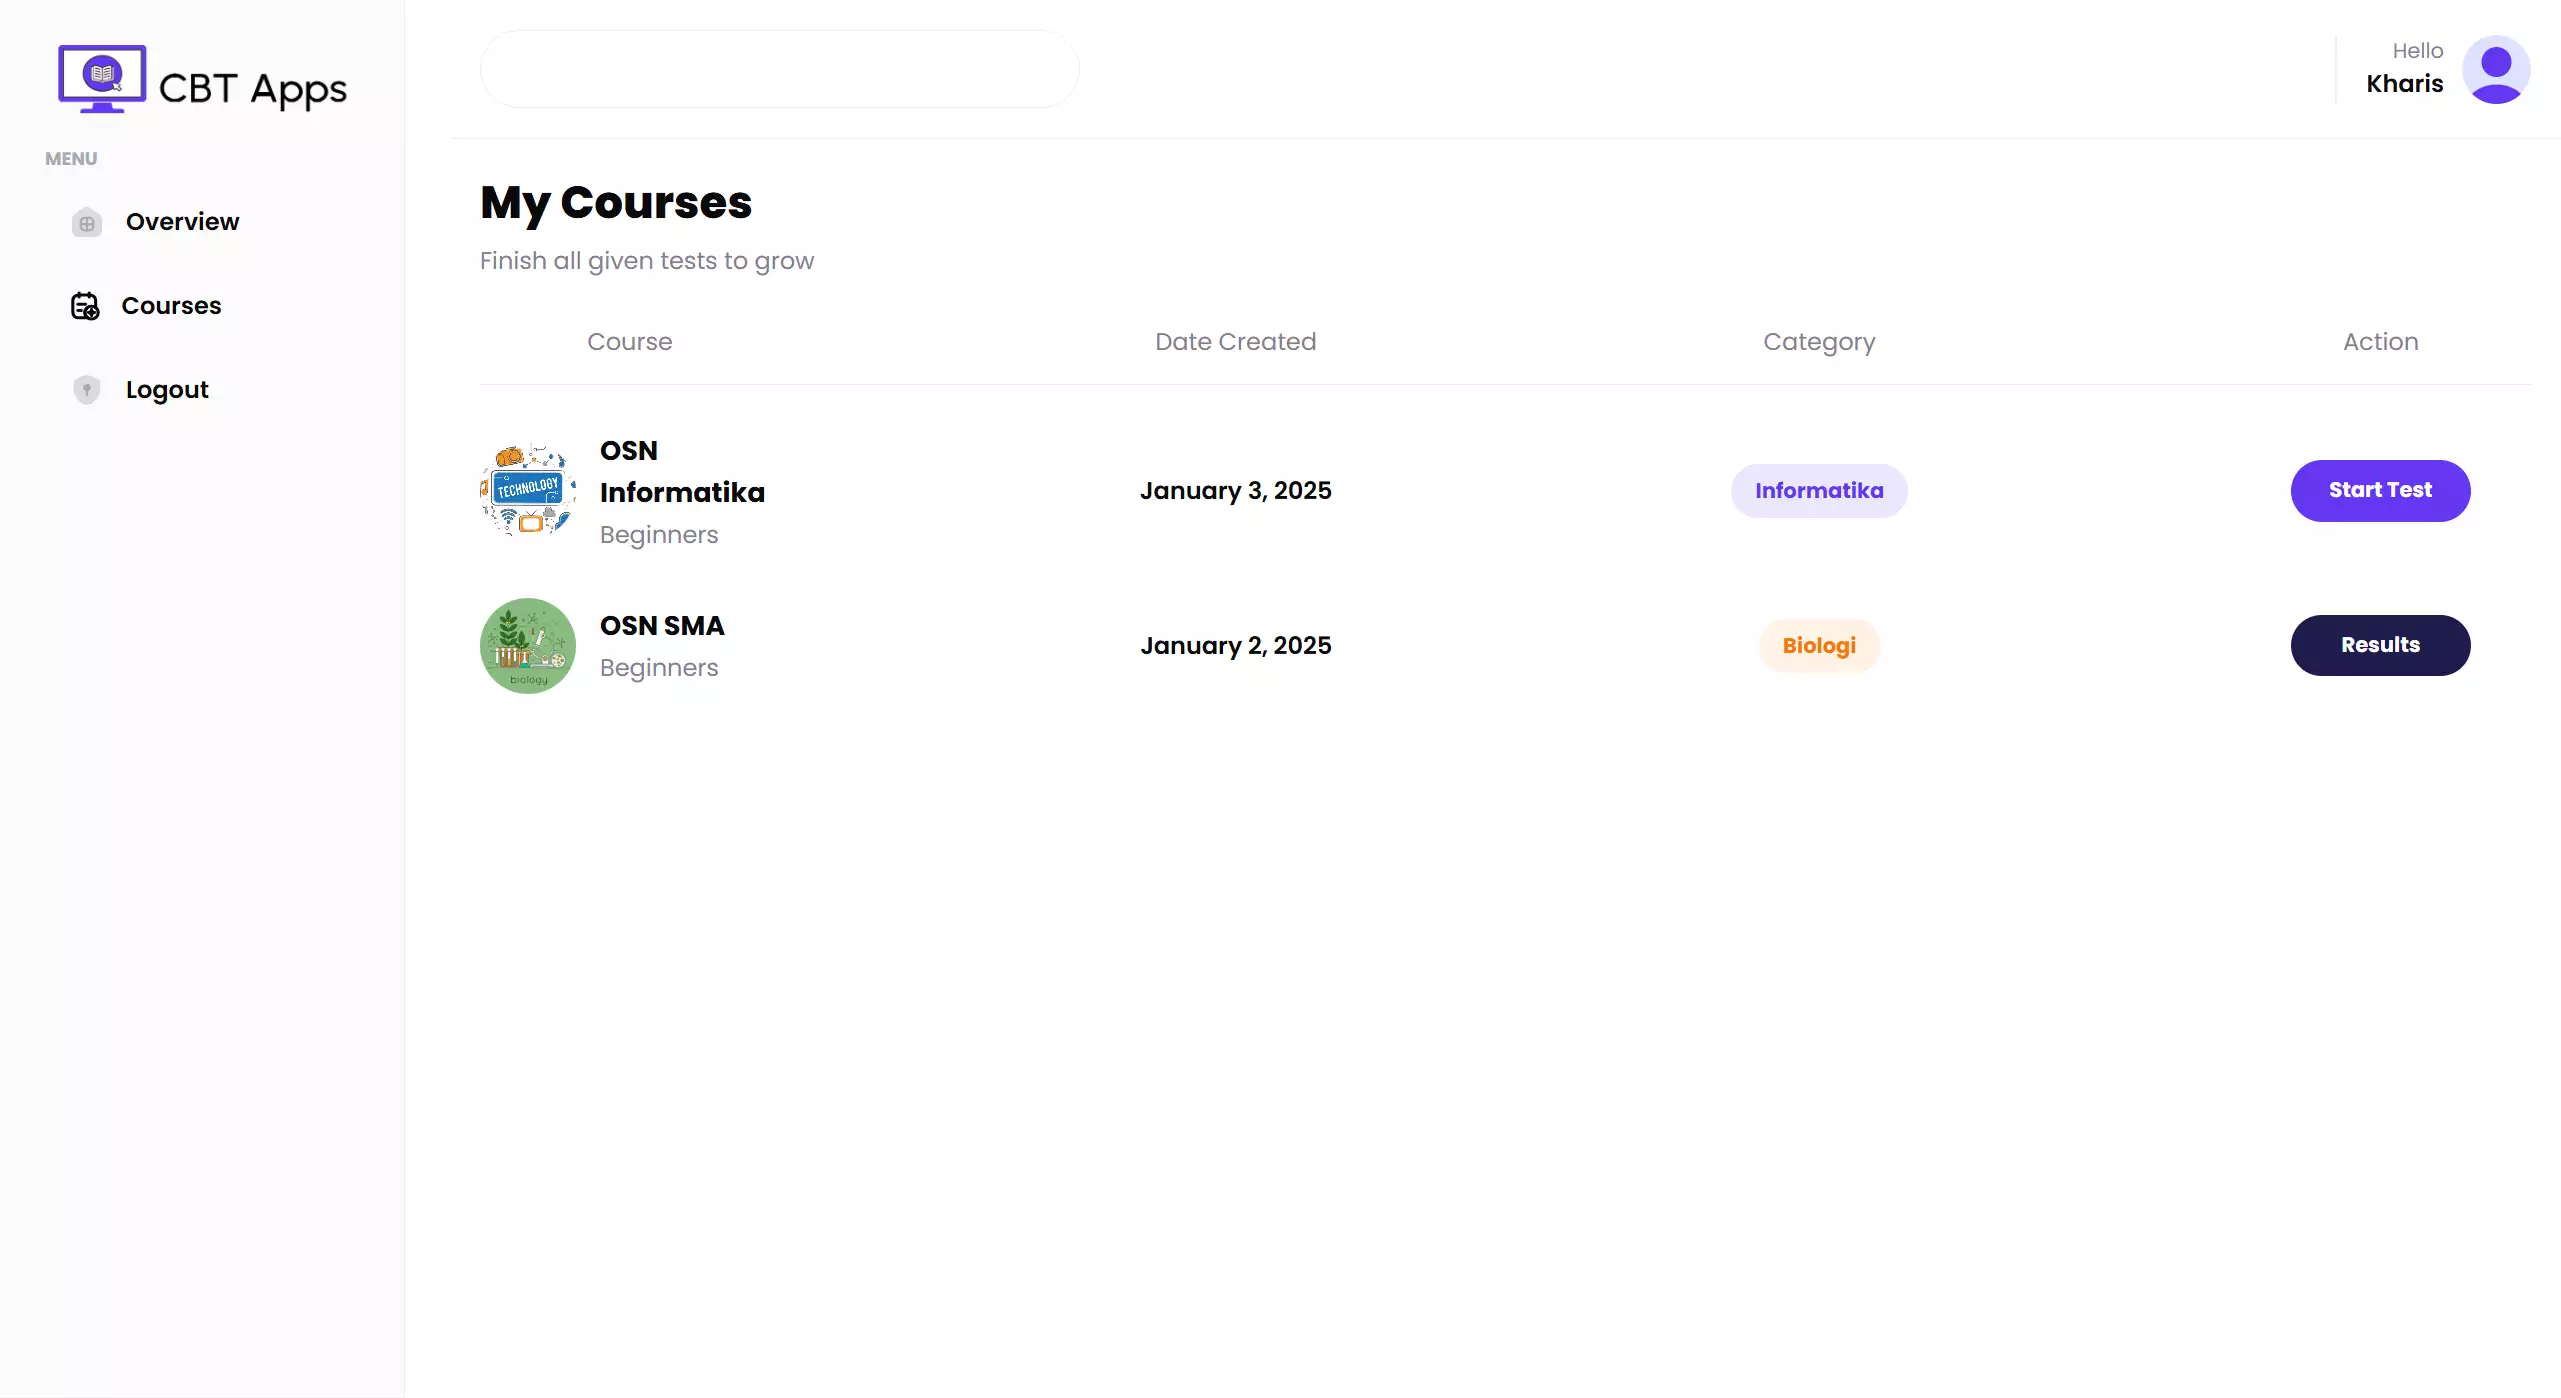 CBT Apps
Hello
Kharis
MENU
Overview
Courses
Logout
My Courses
Finish all given tests to grow
Course Date Created Category Action
TECHNOLOGY
OSN
Informatika
Beginners
January 3, 2025
Informatika
Start Test
biology
OSN SMA
Beginners
January 2, 2025
Biologi
Results